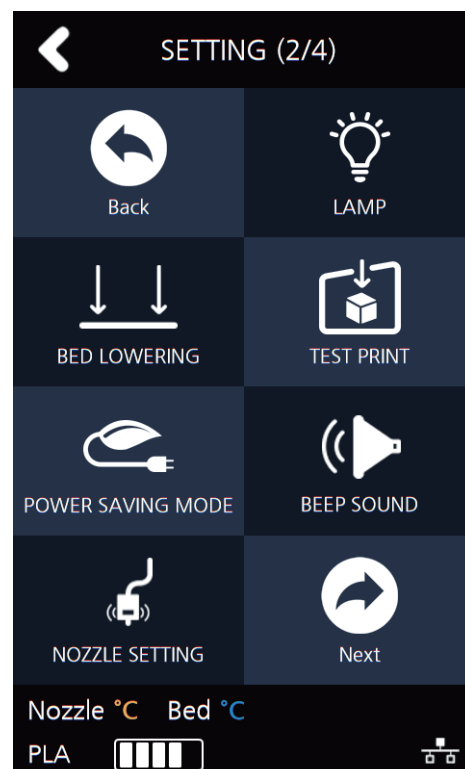 SETTING (2/4)
Back
LAMP
BED LOWERING
TEST PRINT
POWER SAVING MODE
BEEP SOUND
NOZZLE SETTING
Next
Nozzle °C Bed °C
PLA